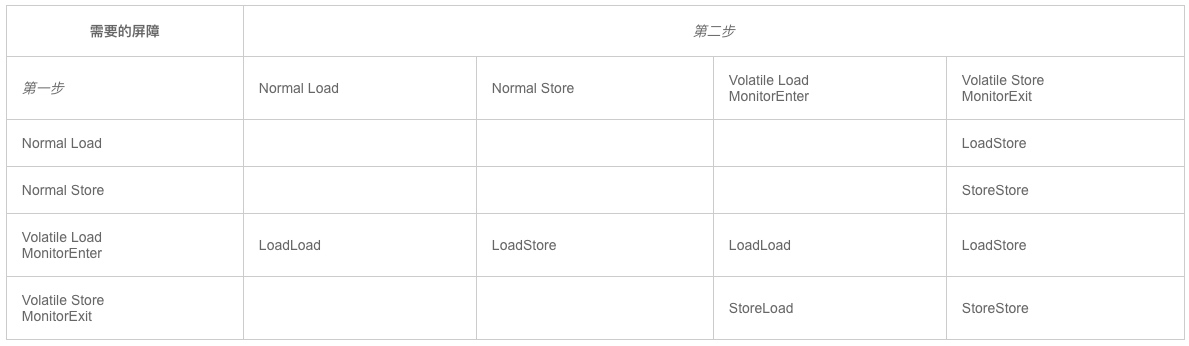 需要的屏障
第二步
第一步
Normal Load
Normal Store
Volatile Load
MonitorEnter
Volatile Store
MonitorExit
Normal Load
LoadStore
Normal Store
StoreStore
Volatile Load
MonitorEnter
LoadLoad
LoadStore
LoadLoad
LoadStore
Volatile Store
MonitorExit
StoreLoad
StoreStore